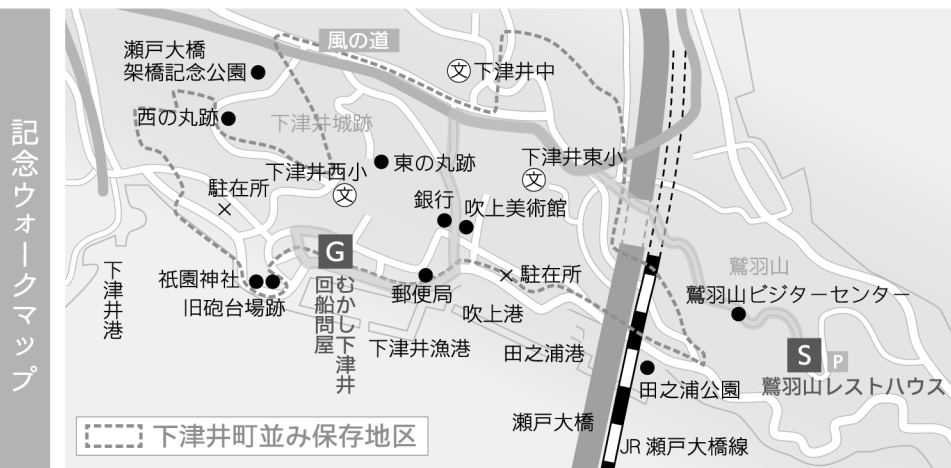 記念ウォークマップ
瀬戸大橋
架橋記念公園
風の道
文 下津井中
西の丸跡
下津井城跡
下津井西小
文
東の丸跡
下津井東小
文
駐在所
銀行
吹上美術館
祇園神社
旧砲台場跡
G
むかし下津井
回船問屋
郵便局
駐在所
吹上港
下津井港
下津井漁港
田之浦港
鷲羽山
鷲羽山ビジターセンター
S P
鷲羽山レストハウス
田之浦公園
瀬戸大橋
JR 瀬戸大橋線
下津井町並み保存地区